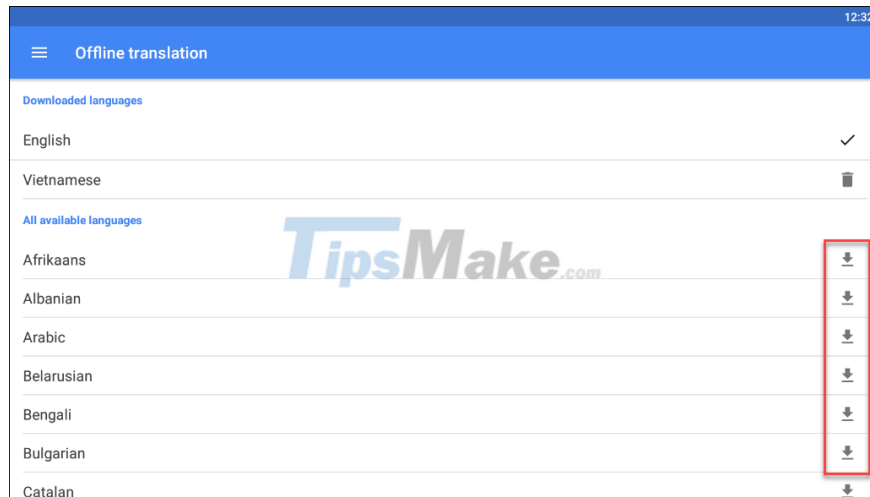 12:32
Offline translation
Downloaded languages
English
Vietnamese
All available languages
TipsMake.com
Afrikaans
Albanian
Arabic
Belarusian
Bengali
Bulgarian
Catalan